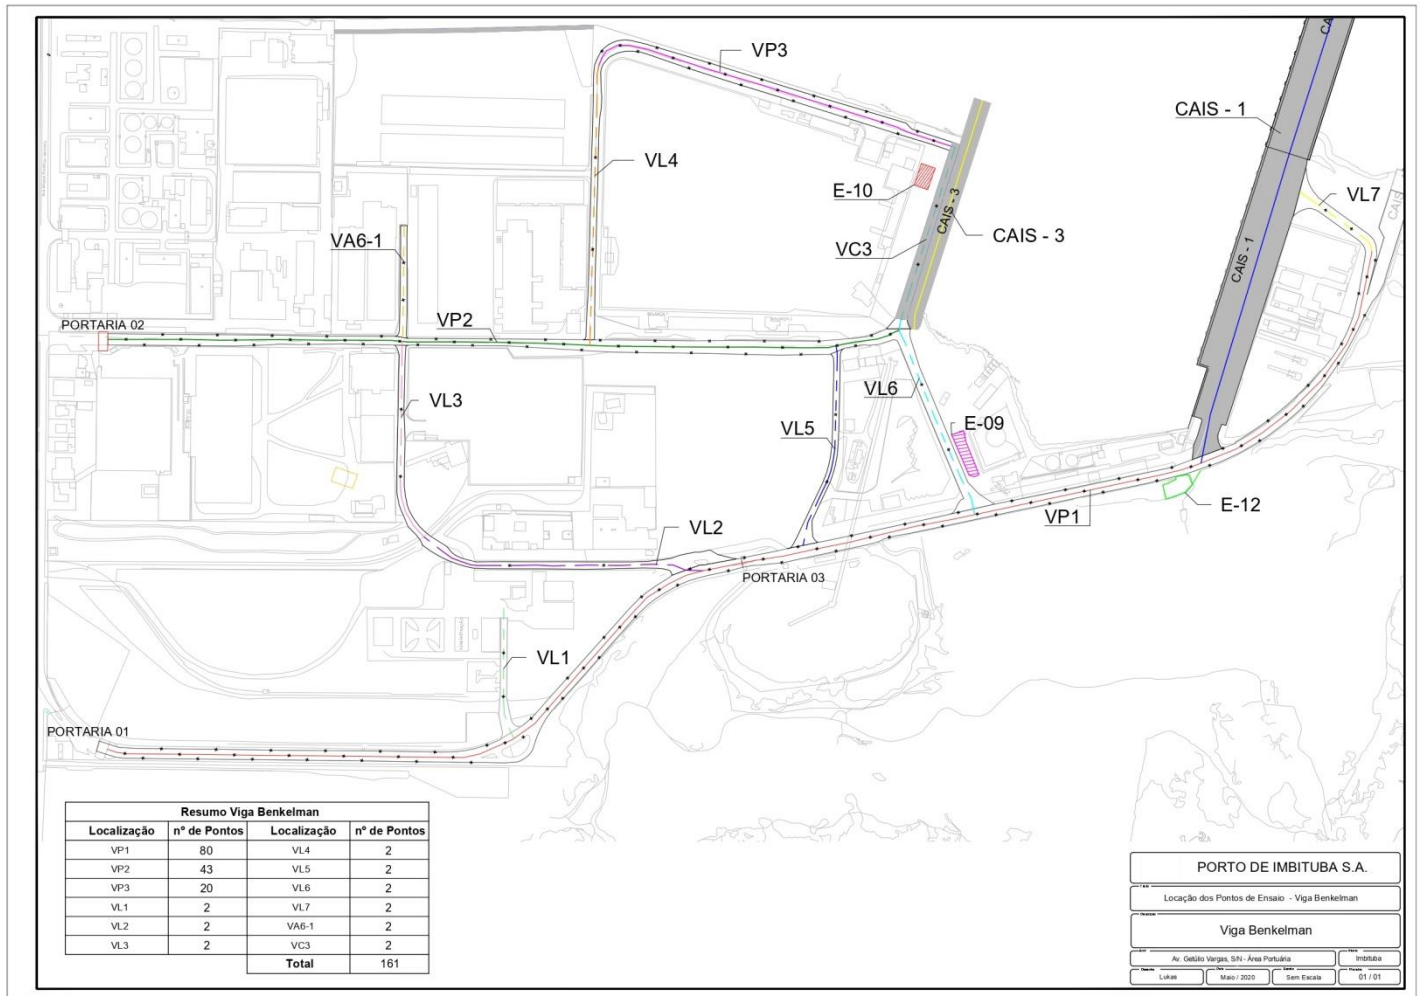 VP3
CA
CAIS - 1
VL4
E-10
VL7
CAIS
CAIS - 3
VA6-1
VC3
CAIS - 3
CAIS - 1
PORTARIA 02
VP2
VL3
VL6
VL5
E-09
E-12
VP1
VL2
PORTARIA 03
VL1
PORTARIA 01
Resumo Viga Benkelman
Localização nº de Pontos Localização nº de Pontos
VP1 80 VL4 2
VP2 43 VL5 2
VP3 20 VL6 2
VL1 2 VL7 2
VL2 2 VA6-1 2
VL3 2 VC3 2
Total 161
PORTO DE IMBITUBA S.A.
Locação dos Pontos de Ensaio - Viga Benkelman
Viga Benkelman
Av. Getúlio Vargas, S/N - Área Portuária Imbituba
Lukas Maio / 2020 Sem Escala 01 / 01